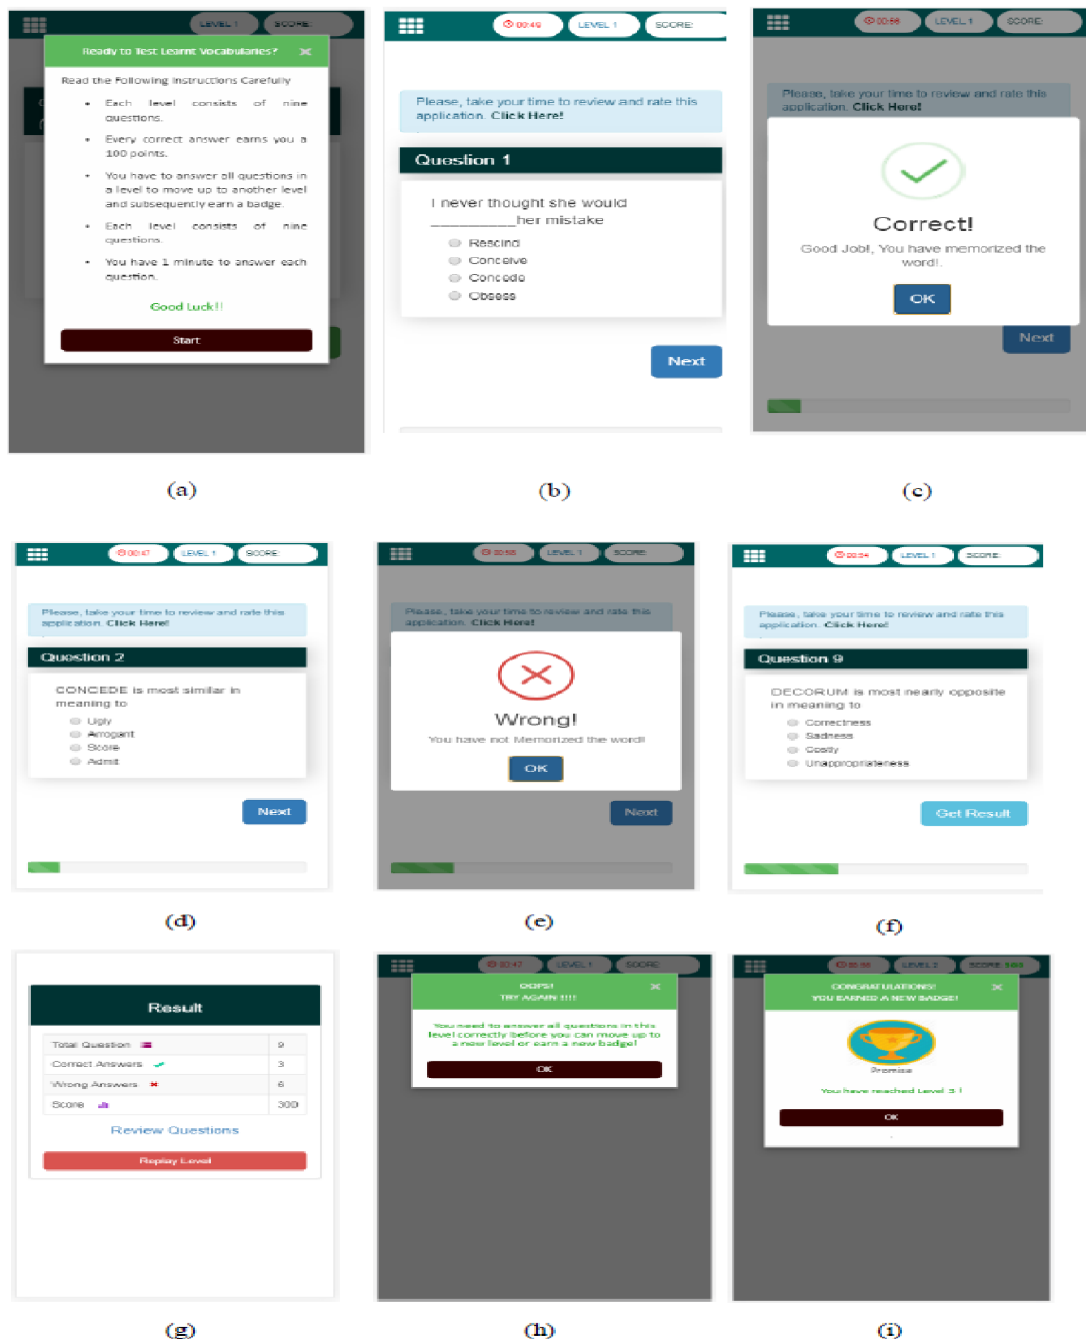 LEVEL 1 SCORE:
Ready to Test Learnt Vocabularies? ×
Read the Following Instructions Carefully
• Each level consists of nine
questions.
• Every correct answer earns you a
100 points.
• You have to answer all questions in
a level to move up to another level
and subsequently earn a badge.
• Each level consists of nine
questions.
• You have 1 minute to answer each
question.
Good Luck!!
Start
(a)
LEVEL 1 SCORE:
Please, take your time to review and rate this
application. Click Here!
Question 1
I never thought she would
_________her mistake
Rescind
Conceive
Concede
Obsess
Next
(b)
LEVEL 1 SCORE:
Please, take your time to review and rate this
application. Click Here!
Correct!
Good Job!, You have memorized the
word!.
OK
Next
(c)
00:47 LEVEL 1 SCORE:
Please, take your time to review and rate this
application. Click Here!
Question 2
CONCEDE is most similar in
meaning to
Ugly
Arrogant
Score
Admit
Next
(d)
LEVEL 1 SCORE:
Please, take your time to review and rate this
application. Click Here!
Wrong!
You have not Memorized the word!!
OK
Next
(e)
LEVEL 1 SCORE:
Please, take your time to review and rate this
application. Click Here!
Question 9
DECORUM is most nearly opposite
in meaning to
Correctness
Sadness
Costly
Unappropriateness
Get Result
(f)
Result
Total Question 9
Correct Answers 3
Wrong Answers 6
Score 300
Review Questions
Replay Level
(g)
00:47 LEVEL 1 SCORE:
OOPS! ×
TRY AGAIN !!!!
You need to answer all questions in this
level correctly before you can move up to
a new level or earn a new badge!
OK
(h)
LEVEL 2 SCORE:
CONGRATULATIONS! ×
YOU EARNED A NEW BADGE!
Promise
You have reached Level 3 !
OK
(i)